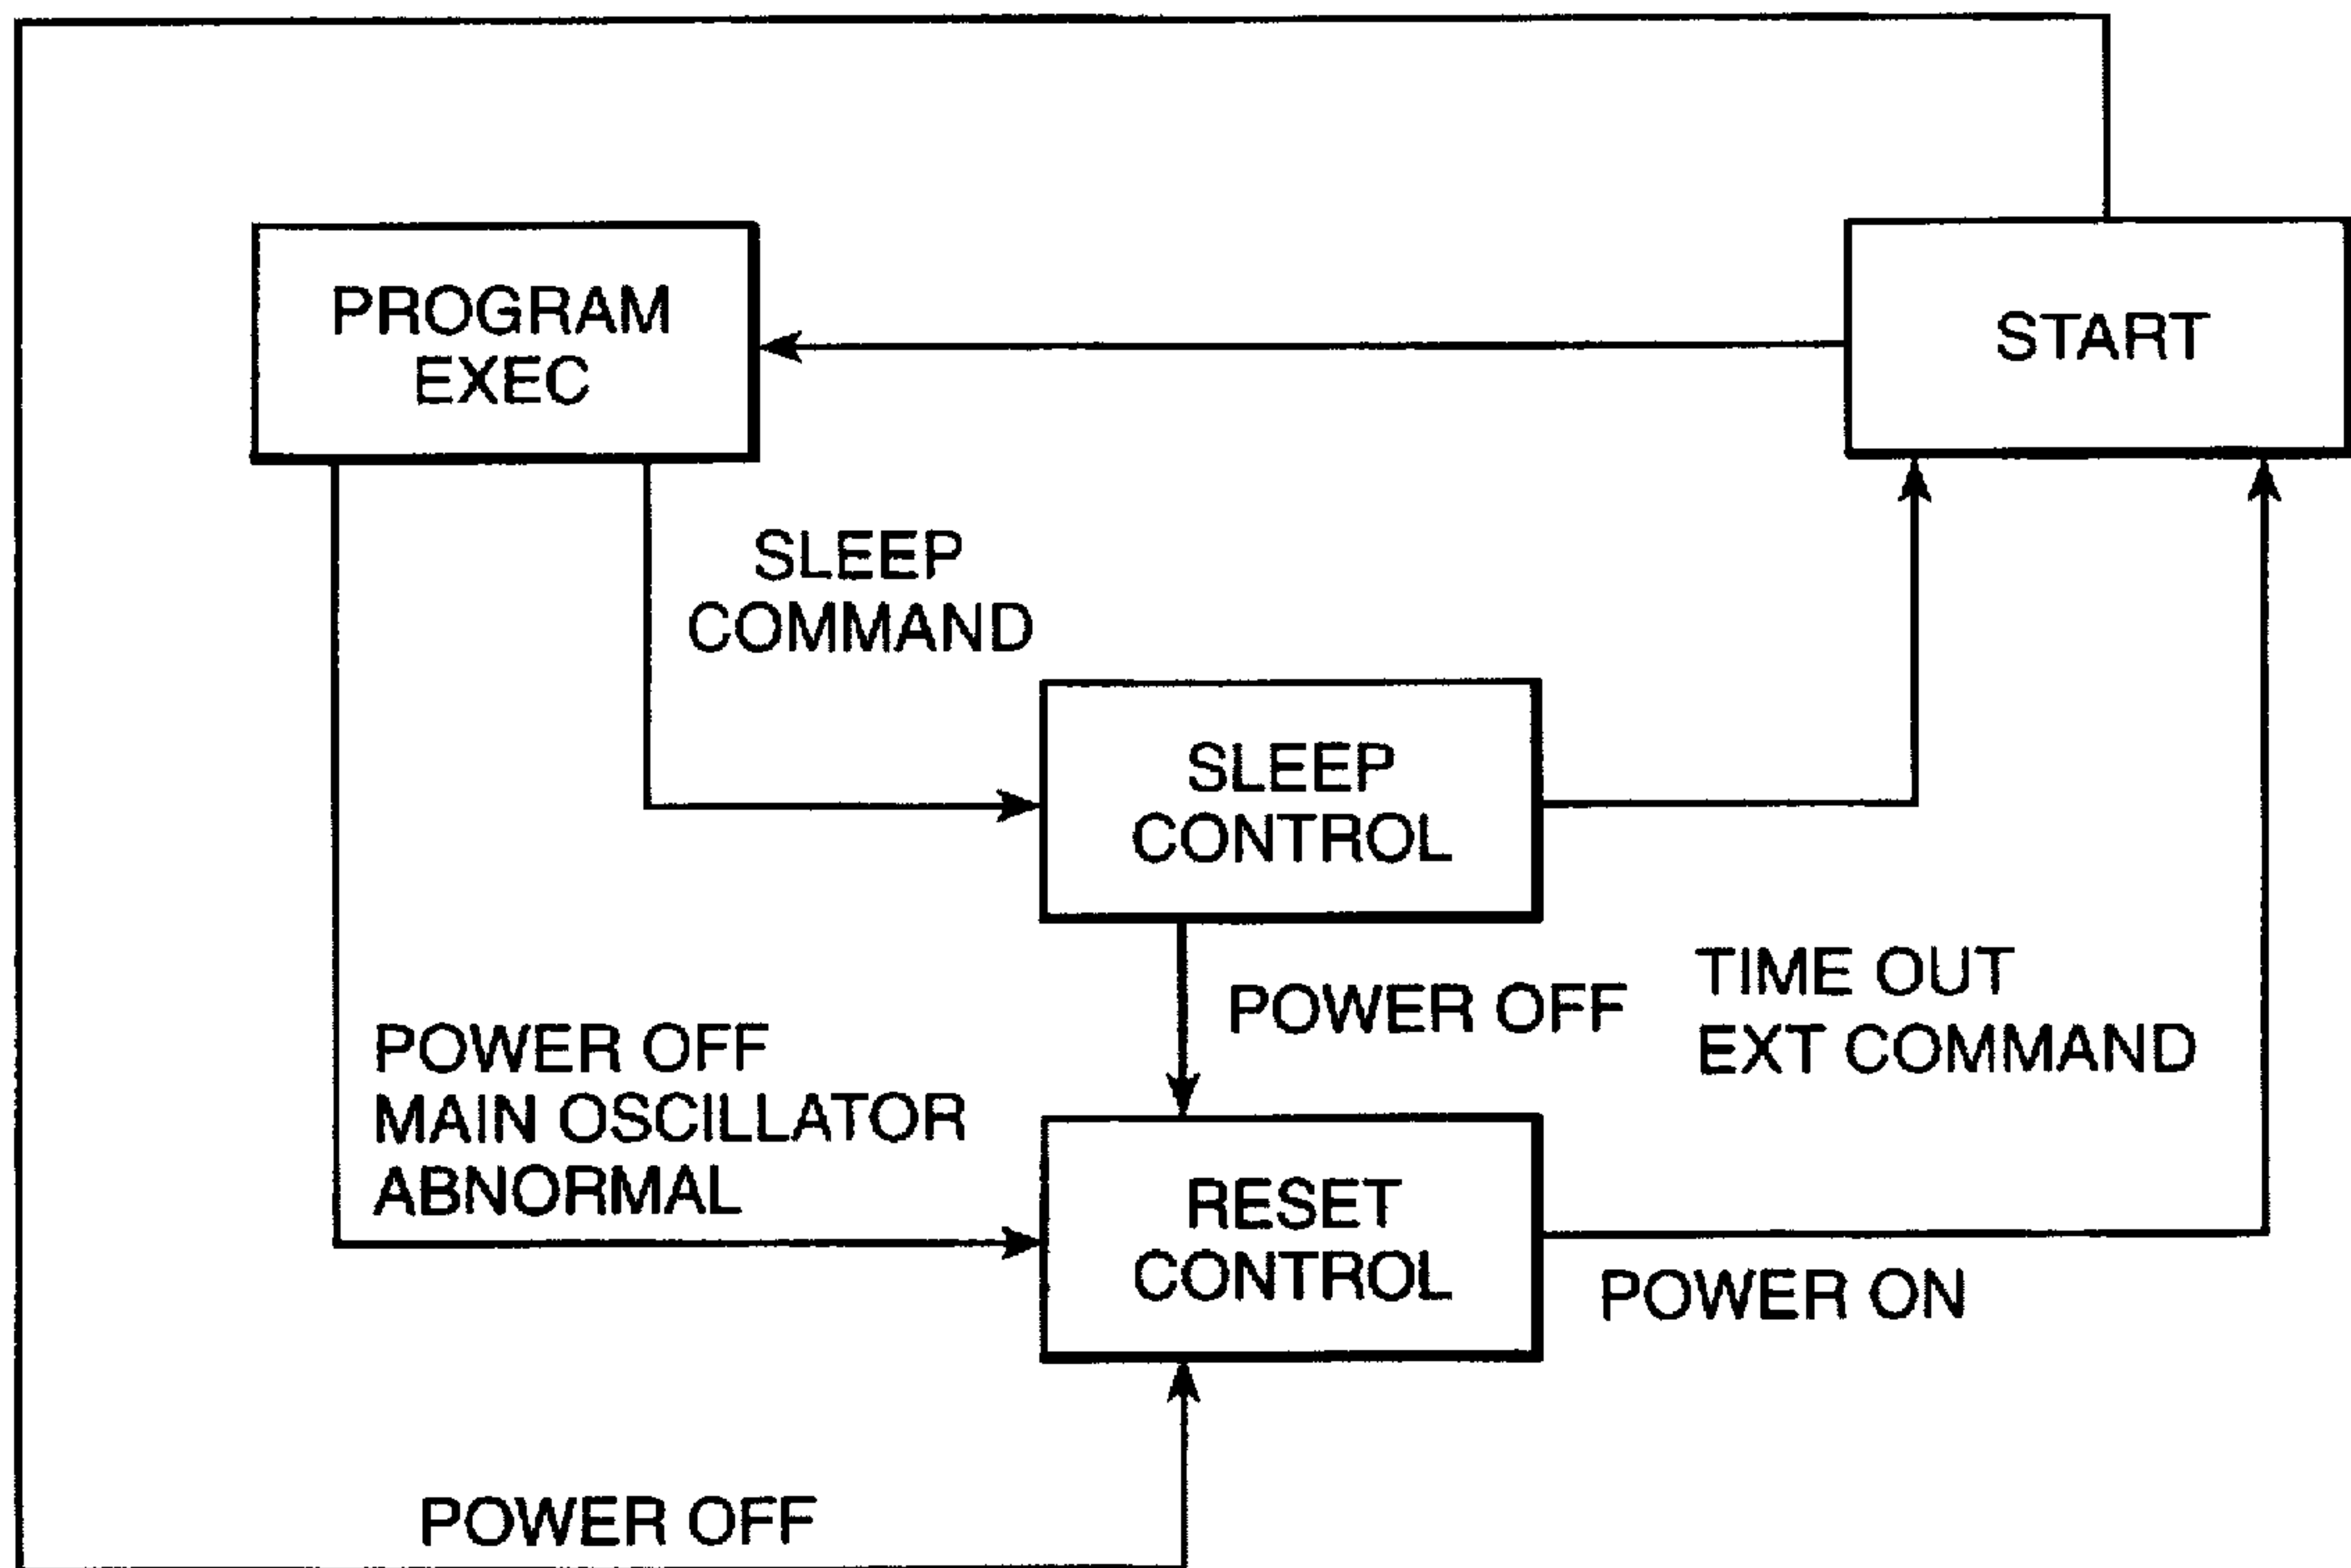 PROGRAM
EXEC
START
SLEEP
COMMAND
SLEEP
CONTROL
POWER OFF
TIME OUT
EXT COMMAND
POWER OFF
MAIN OSCILLATOR
ABNORMAL
RESET
CONTROL
POWER ON
POWER OFF